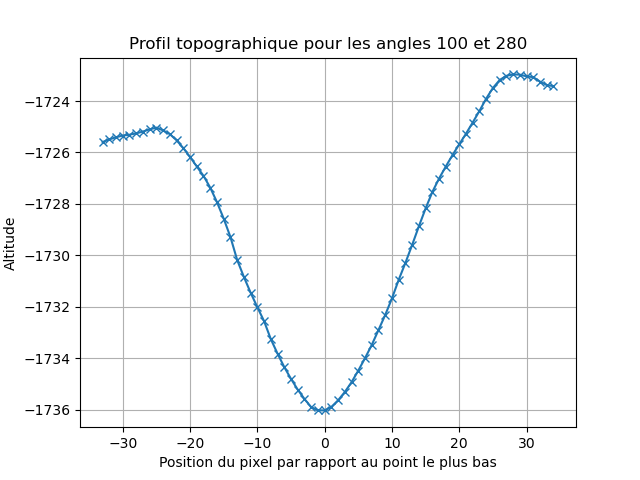 Profil topographique pour les angles 100 et 280
Altitude
−1724
−1726
−1728
−1730
−1732
−1734
−1736
−30 −20 −10 0 10 20 30
Position du pixel par rapport au point le plus bas